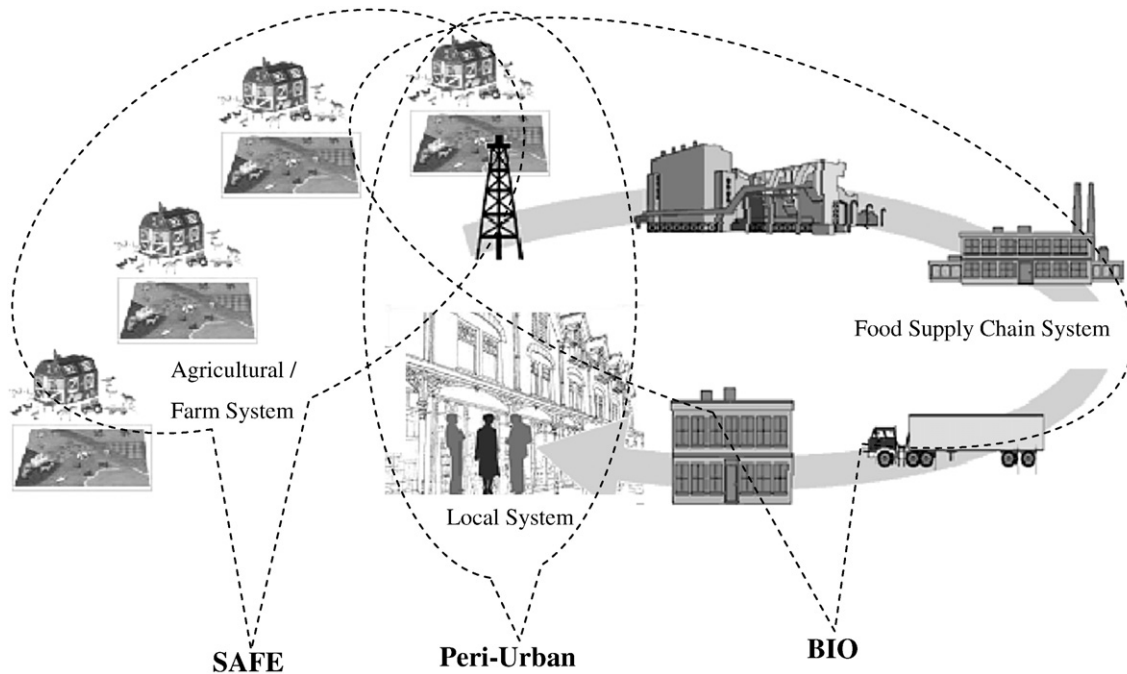 Food Supply Chain System
Agricultural /
Farm System
Local System
SAFE
Peri-Urban
BIO